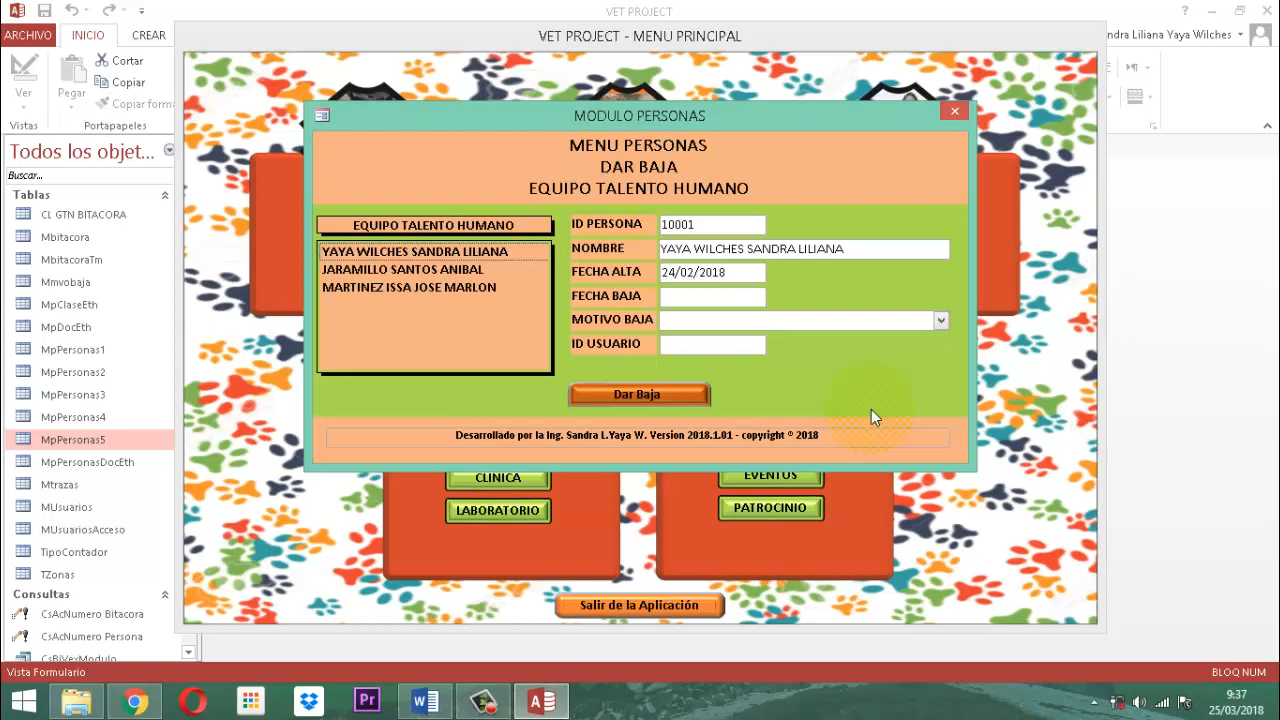 VET PROJECT
?
ARCHIVO
INICIO
CREAR
ndra Liliana Yaya Wilches
VET PROJECT - MENU PRINCIPAL
Ver
Pegar
Cortar
Copiar
Copiar forma
Vistas
Portapapeles
Todos los objet...
Buscar...
Tablas
CL GTN BITACORA
Mbitacora
MbitacoraTm
Mmvobaja
MpClaseEth
MpDocEth
MpPersonas1
MpPersonas2
MpPersonas3
MpPersonas4
MpPersonas5
MpPersonasDocEth
Mtrazas
MUsuarios
MUsuariosAcceso
TipoContador
TZonas
Consultas
CsAcNumero Bitacora
CsAcNumero Persona
CsBiVexModulo
MODULO PERSONAS
MENU PERSONAS
DAR BAJA
EQUIPO TALENTO HUMANO
EQUIPO TALENTO HUMANO
YAYA WILCHES SANDRA LILIANA
JARAMILLO SANTOS ANIBAL
MARTINEZ ISSA JOSE MARLON
ID PERSONA 10001
NOMBRE YAYA WILCHES SANDRA LILIANA
FECHA ALTA 24/02/2018
FECHA BAJA
MOTIVO BAJA
ID USUARIO
Dar Baja
Desarrollado por la Ing. Sandra L.Yaya W. Version 2018.1.01 - copyright ® 2018
CLINICA
EVENTOS
LABORATORIO
PATROCINIO
Salir de la Aplicación
Vista Formulario
BLOQ NUM
Pr
9:37
25/03/2018